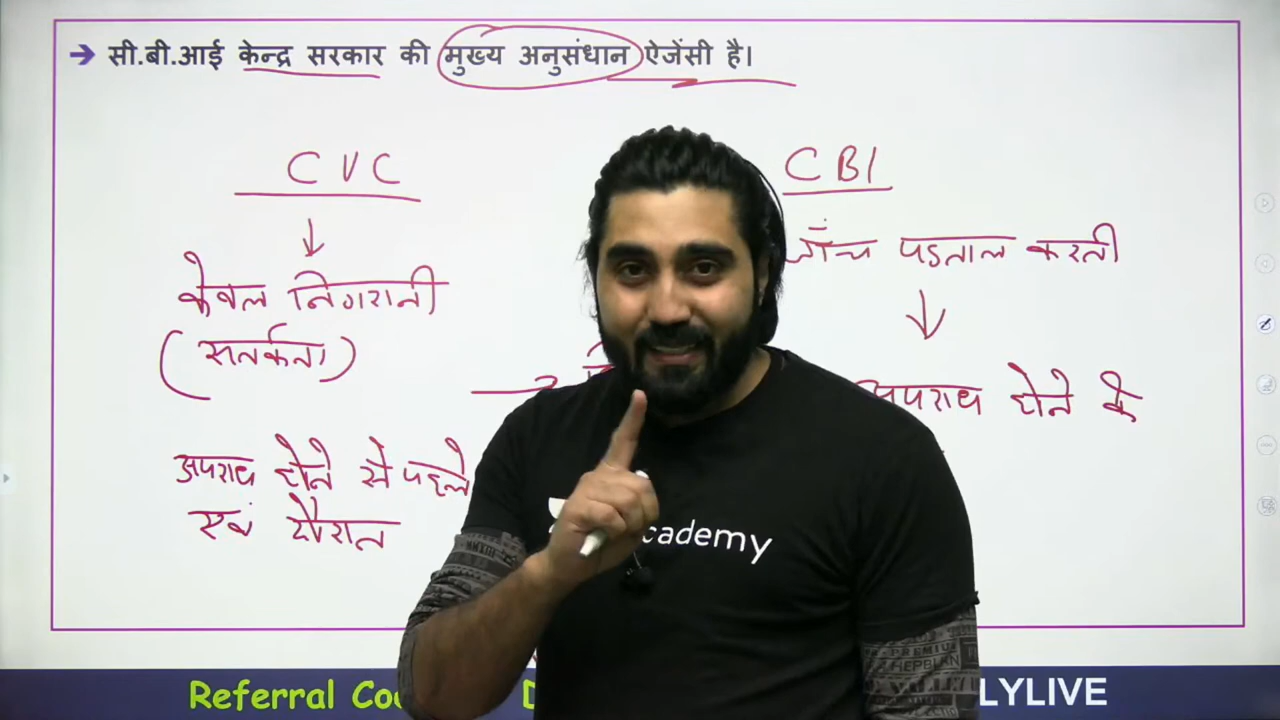 → सी.बी.आई केन्द्र सरकार की मुख्य अनुसंधान ऐजेंसी है।
CVC
CBI
↓
केवल निगरानी
(सतर्कता)
जाँच पडताल करती
↓
अपराध होने के
अपराध होने से पहले
एवं दौरान
cademy
Referral Co
LYLIVE